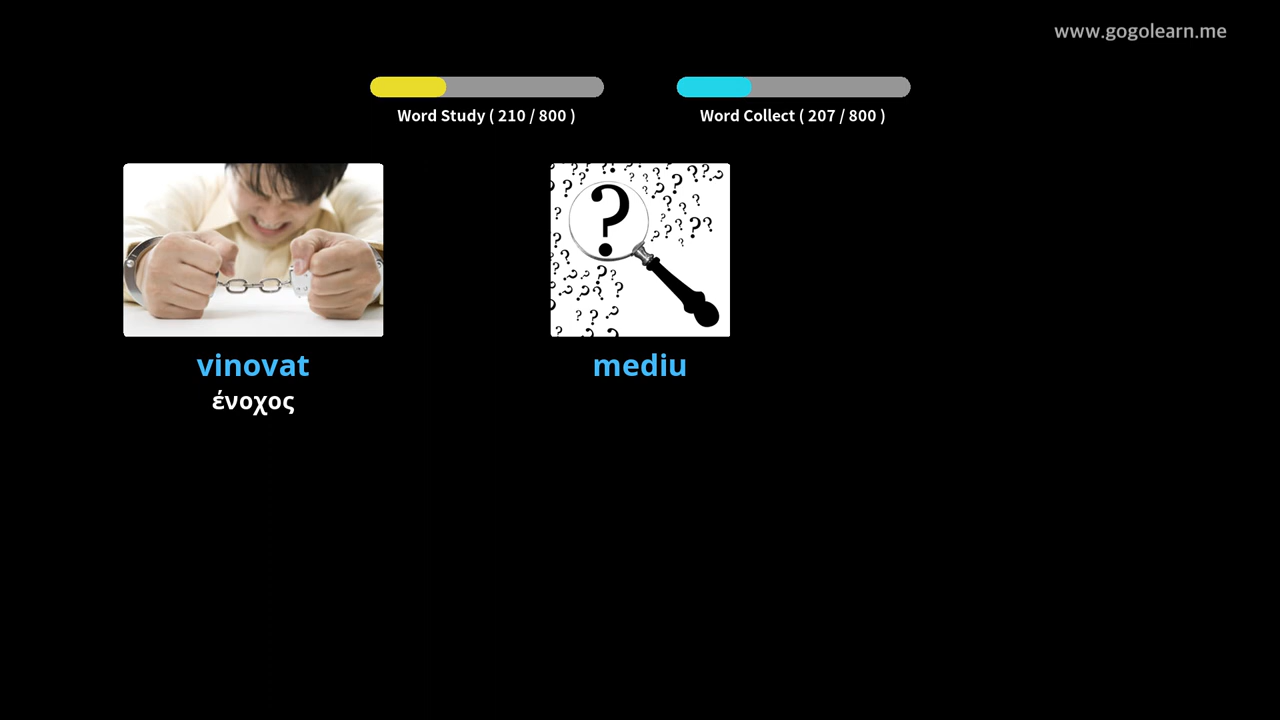 www.gogolearn.me
Word Study ( 210 / 800 )
Word Collect ( 207 / 800 )
vinovat
ένοχος
mediu